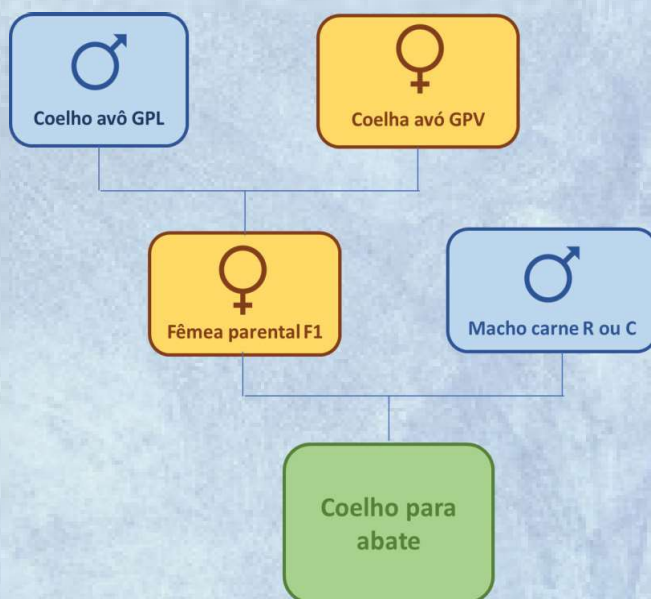 Coelho avô GPL
Coelha avó GPV
Fêmea parental F1
Macho carne R ou C
Coelho para
abate